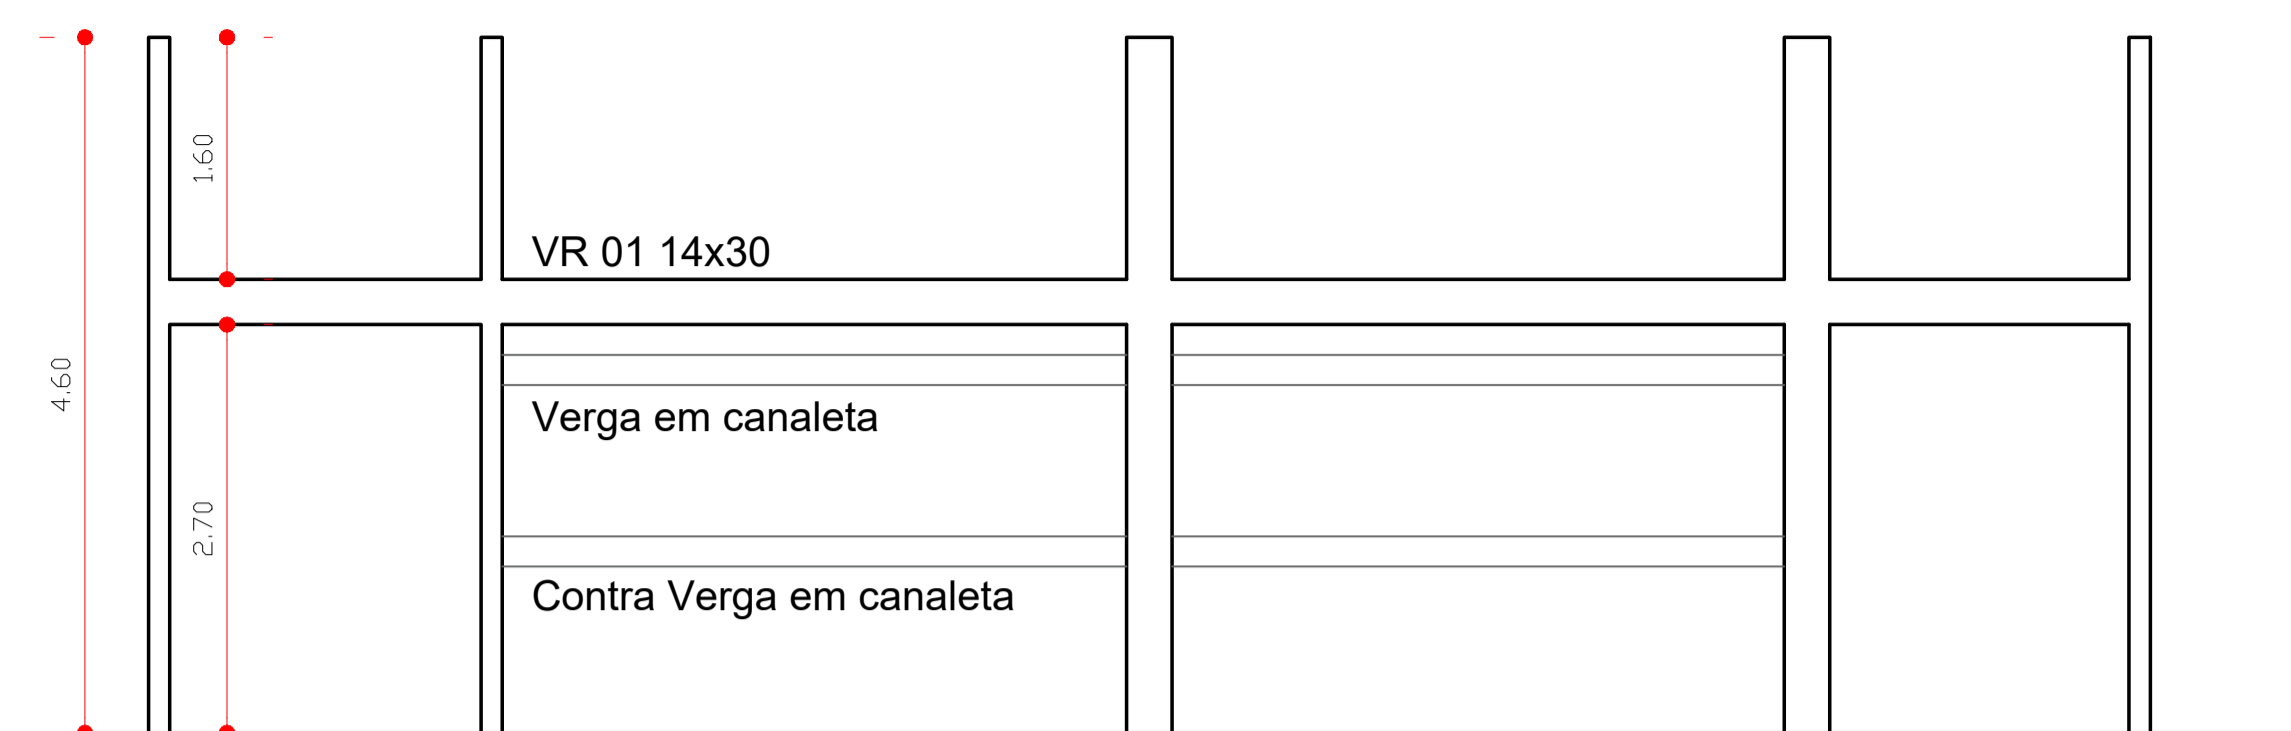 1.60
VR 01 14x30
4.60
Verga em canaleta
2.70
Contra Verga em canaleta